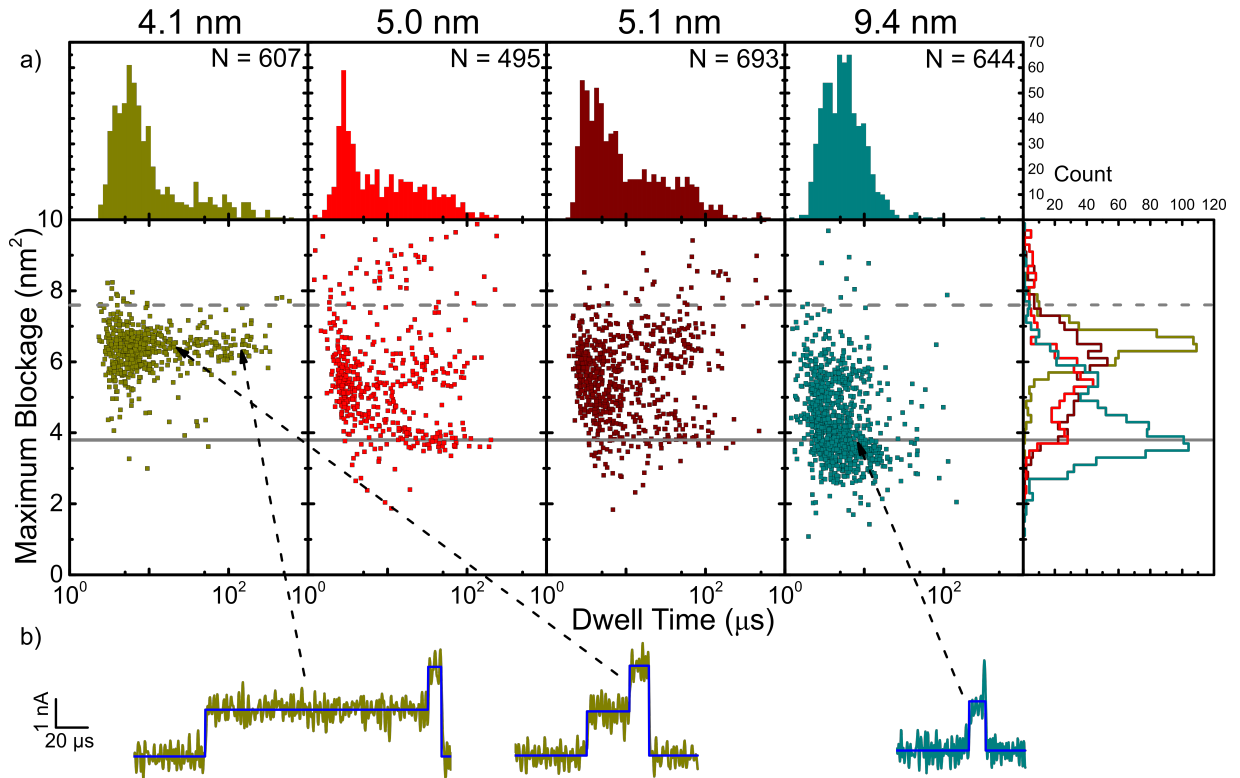 4.1 nm 5.0 nm 5.1 nm 9.4 nm
a) N = 607 N = 495 N = 693 N = 644
70
60
50
40
30
20
10
Count
20 40 60 80 100 120
Maximum Blockage (nm²)
10
8
6
4
2
0
10⁰ 10² 10⁰ 10² 10⁰ 10² 10⁰ 10²
Dwell Time (μs)
b)
1 nA
20 μs